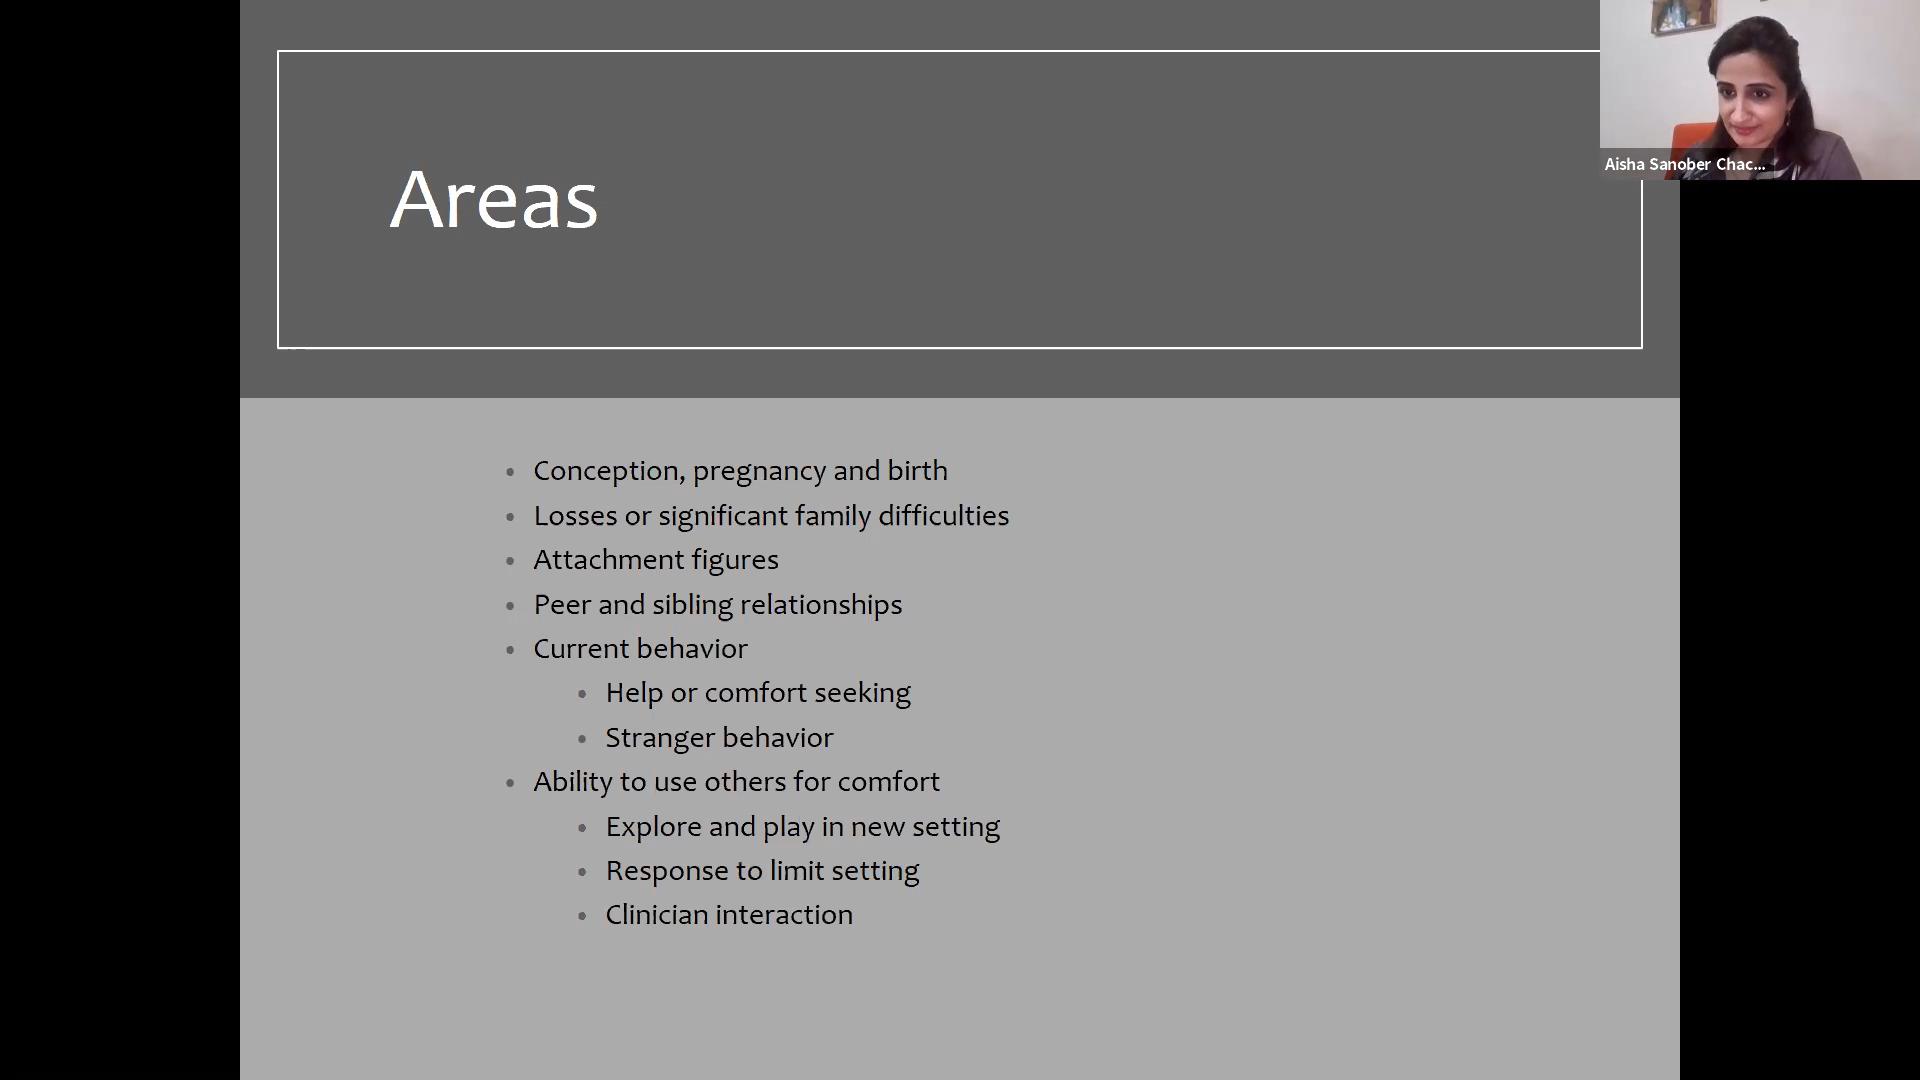 Areas
Aisha Sanober Chac...
• Conception, pregnancy and birth
• Losses or significant family difficulties
• Attachment figures
• Peer and sibling relationships
• Current behavior
• Help or comfort seeking
• Stranger behavior
• Ability to use others for comfort
• Explore and play in new setting
• Response to limit setting
• Clinician interaction